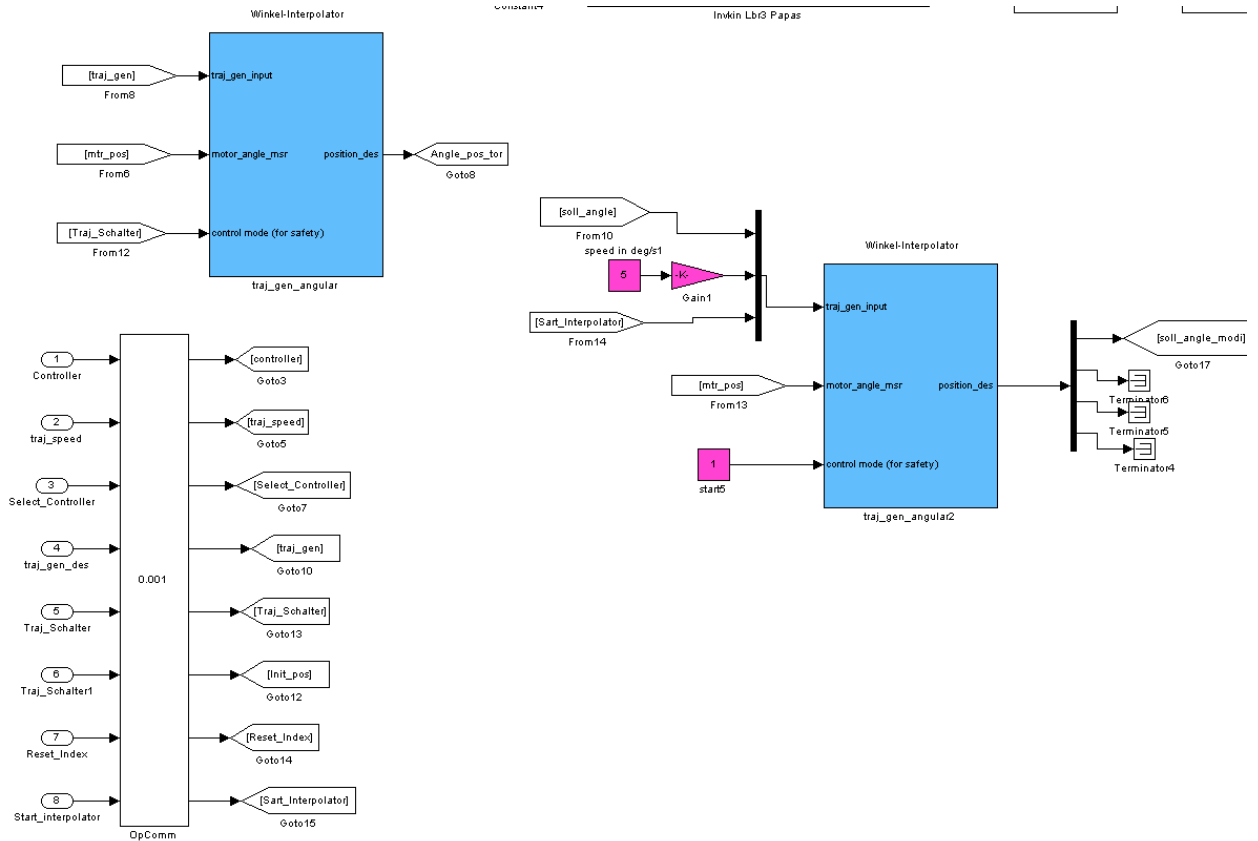 Constant4
Invkin Lbr3 Papas
Winkel-Interpolator
[traj_gen]
From8
traj_gen_input
[mtr_pos]
From6
motor_angle_msr
position_des
Angle_pos_tor
Goto8
[Traj_Schalter]
From12
control mode (for safety)
traj_gen_angular
[soll_angle]
From10
speed in deg/s1
5
-K-
Gain1
[Sart_Interpolator]
From14
Winkel-Interpolator
traj_gen_input
[mtr_pos]
From13
motor_angle_msr
position_des
1
start5
control mode (for safety)
traj_gen_angular2
[soll_angle_modi]
Goto17
Terminator6
Terminator5
Terminator4
1
Controller
[controller]
Goto3
2
traj_speed
[traj_speed]
Goto5
3
Select_Controller
[Select_Controller]
Goto7
4
traj_gen_des
[traj_gen]
Goto10
0.001
5
Traj_Schalter
[Traj_Schalter]
Goto13
6
Traj_Schalter1
[Init_pos]
Goto12
7
Reset_Index
[Reset_Index]
Goto14
8
Start_interpolator
[Sart_Interpolator]
Goto15
OpComm